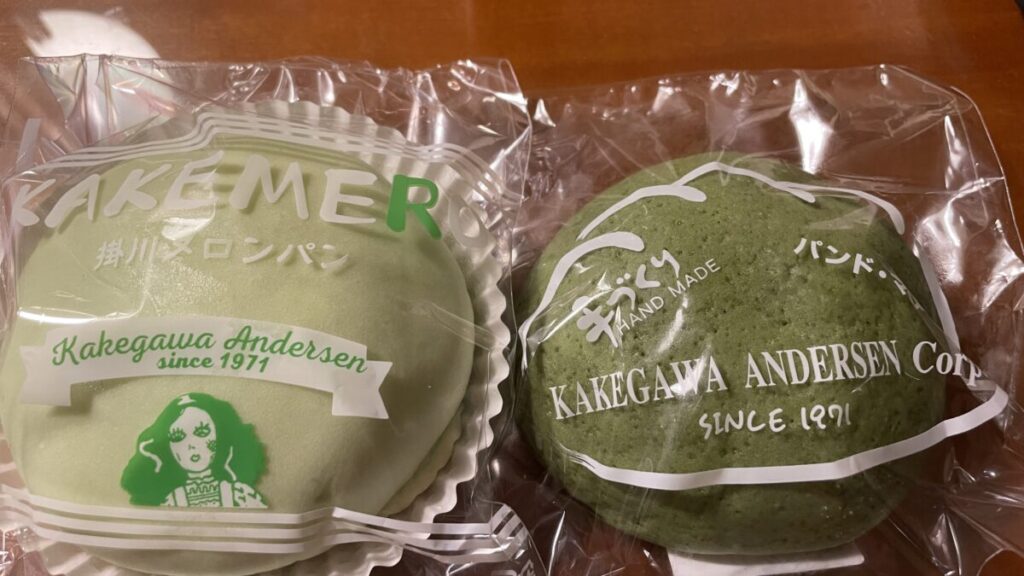 KAKEMER
掛川メロンパン
Kakegawa Andersen
since 1971
手づくり
HAND MADE
パンド・
KAKEGAWA ANDERSEN Corp
SINCE 1971